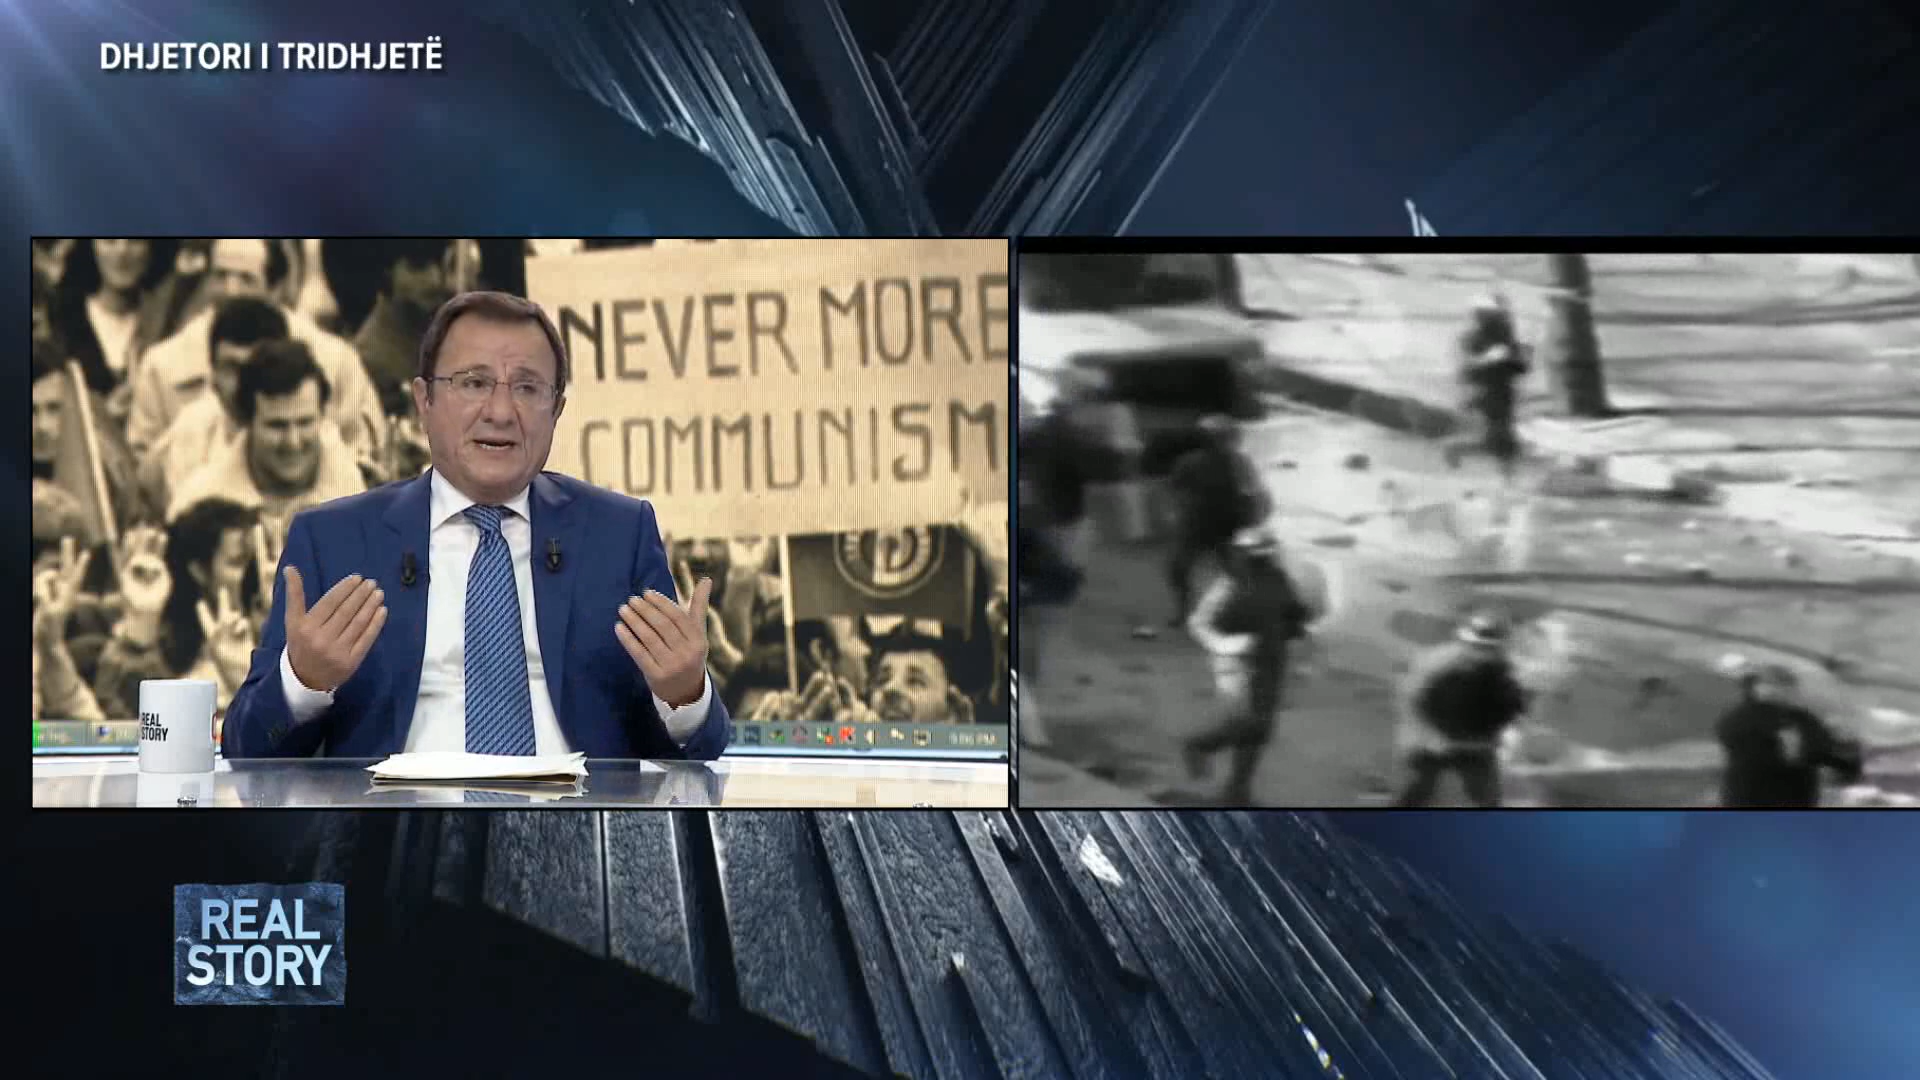 DHJETORI I TRIDHJETË
NEVER MORE
COMMUNISM
REAL
STORY
REAL
STORY